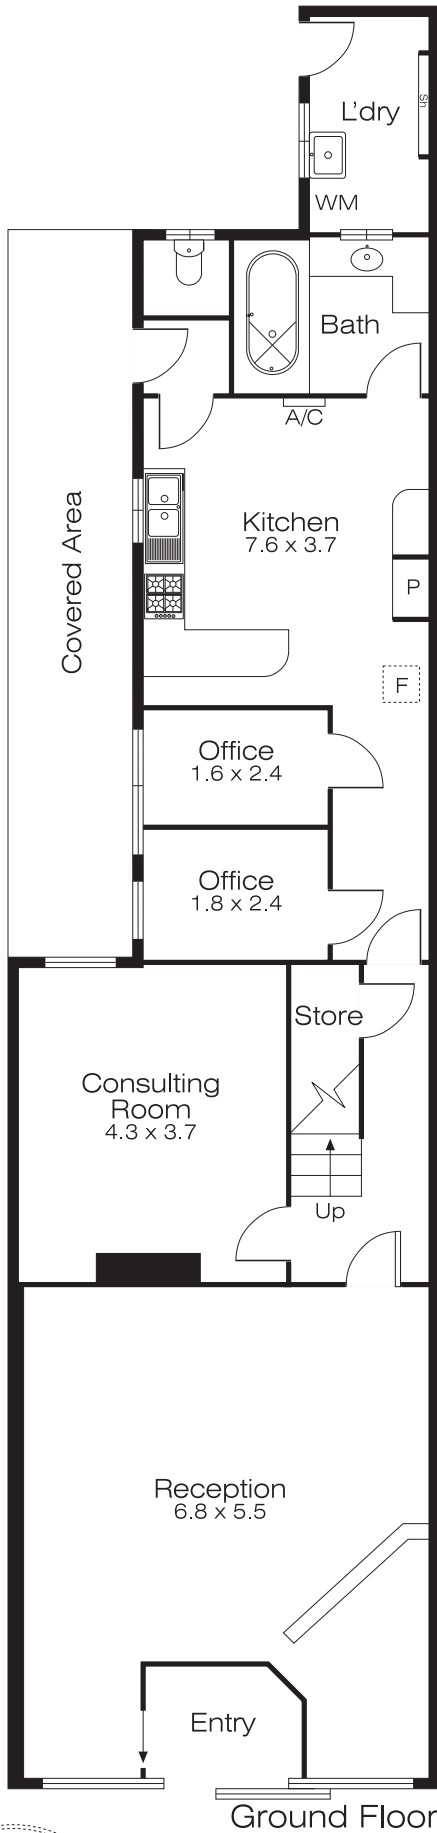 L'dry
Sh
WM
Bath
A/C
Kitchen
7.6 x 3.7
Covered Area
P
F
Office
1.6 x 2.4
Office
1.8 x 2.4
Store
Consulting
Room
4.3 x 3.7
Up
Reception
6.8 x 5.5
Entry
Ground Floor